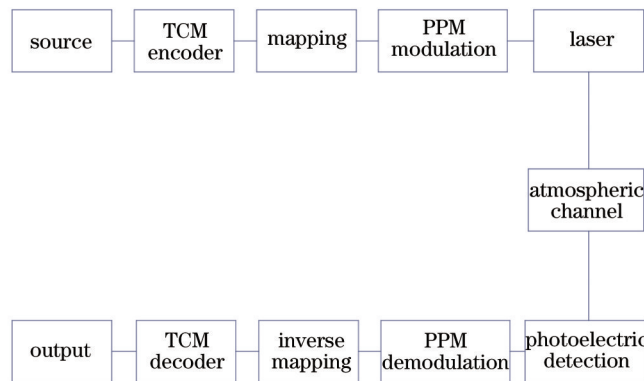 source
TCM
encoder
mapping
PPM
modulation
laser
atmospheric
channel
output
TCM
decoder
inverse
mapping
PPM
demodulation
photoelectric
detection